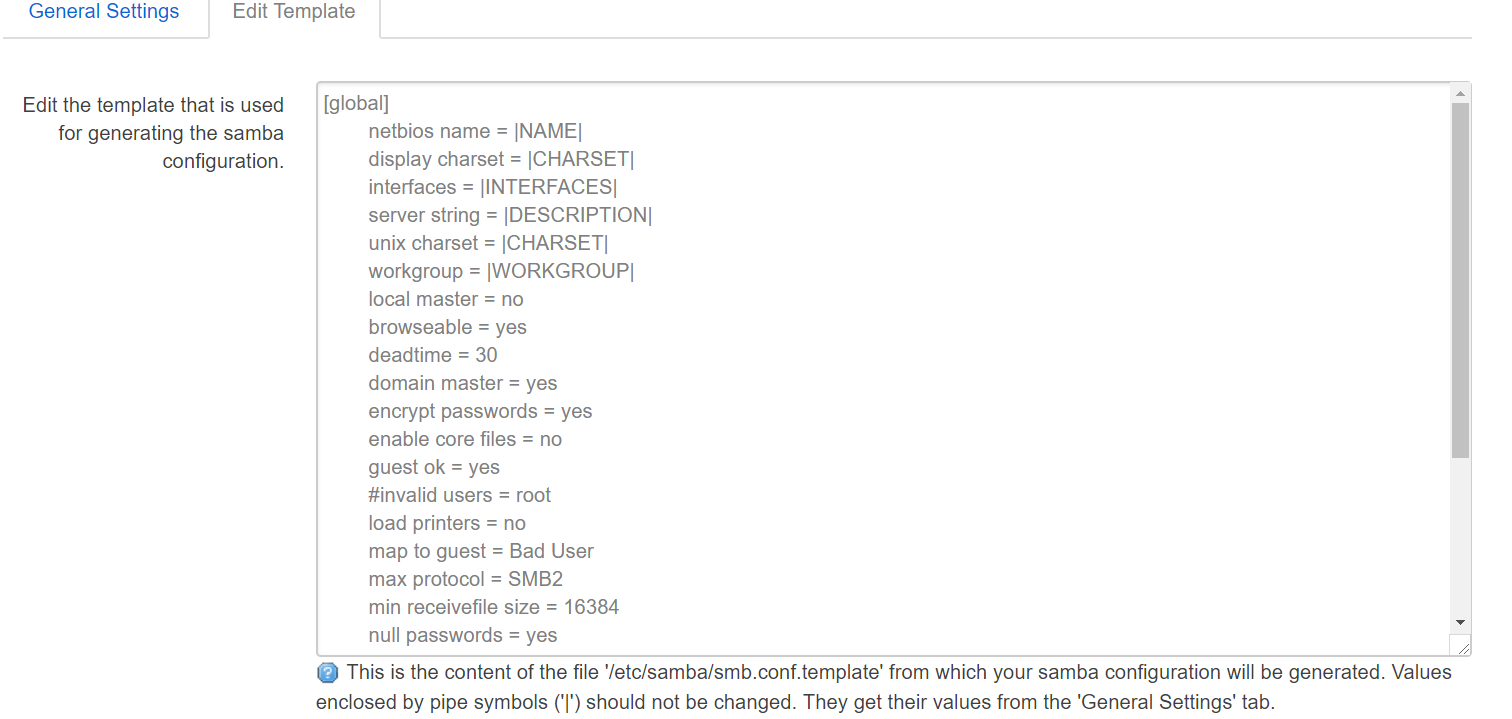 General Settings
Edit Template
Edit the template that is used
for generating the samba
configuration.
[global]
netbios name = |NAME|
display charset = |CHARSET|
interfaces = |INTERFACES|
server string = |DESCRIPTION|
unix charset = |CHARSET|
workgroup = |WORKGROUP|
local master = no
browseable = yes
deadtime = 30
domain master = yes
encrypt passwords = yes
enable core files = no
guest ok = yes
#invalid users = root
load printers = no
map to guest = Bad User
max protocol = SMB2
min receivefile size = 16384
null passwords = yes
This is the content of the file '/etc/samba/smb.conf.template' from which your samba configuration will be generated. Values
enclosed by pipe symbols ('|') should not be changed. They get their values from the 'General Settings' tab.